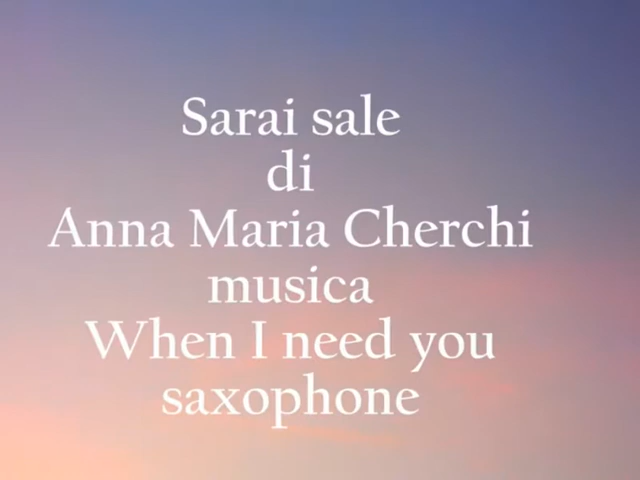 Sarai sale
di
Anna Maria Cherchi
musica
When I need you
saxophone